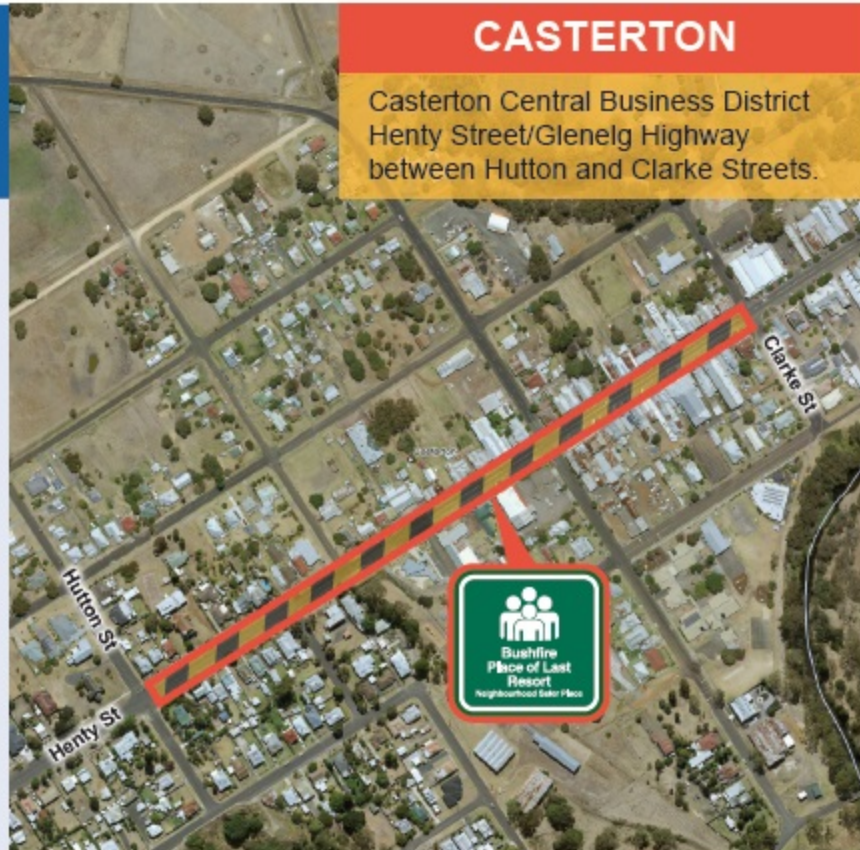 CASTERTON
Casterton Central Business District
Henty Street/Glenelg Highway
between Hutton and Clarke Streets.
Clarke St
Hutton St
Henty St
Bushfire
Place of Last
Resort
Neighbourhood Safer Place